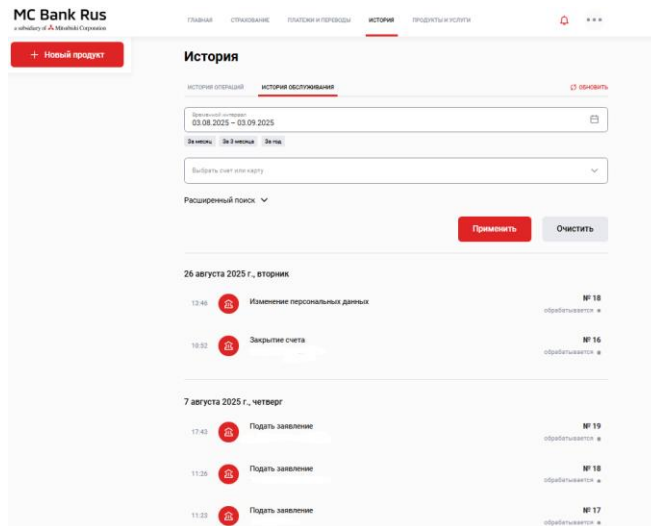 MC Bank Rus
a subsidiary of Mitsubishi Corporation
ГЛАВНАЯ СТРАХОВАНИЕ ПЛАТЕЖИ И ПЕРЕВОДЫ ИСТОРИЯ ПРОДУКТЫ И УСЛУГИ
+ Новый продукт
История
ИСТОРИЯ ОПЕРАЦИЙ ИСТОРИЯ ОБСЛУЖИВАНИЯ ОБНОВИТЬ
Временной интервал
03.08.2025 – 03.09.2025
За месяц За 3 месяца За год
Выбрать счет или карту
Расширенный поиск
Применить Очистить
26 августа 2025 г., вторник
12:46 Изменение персональных данных № 18
обрабатывается
10:52 Закрытие счета № 16
обрабатывается
7 августа 2025 г., четверг
17:43 Подать заявление № 19
обрабатывается
11:26 Подать заявление № 18
обрабатывается
11:23 Подать заявление № 17
обрабатывается